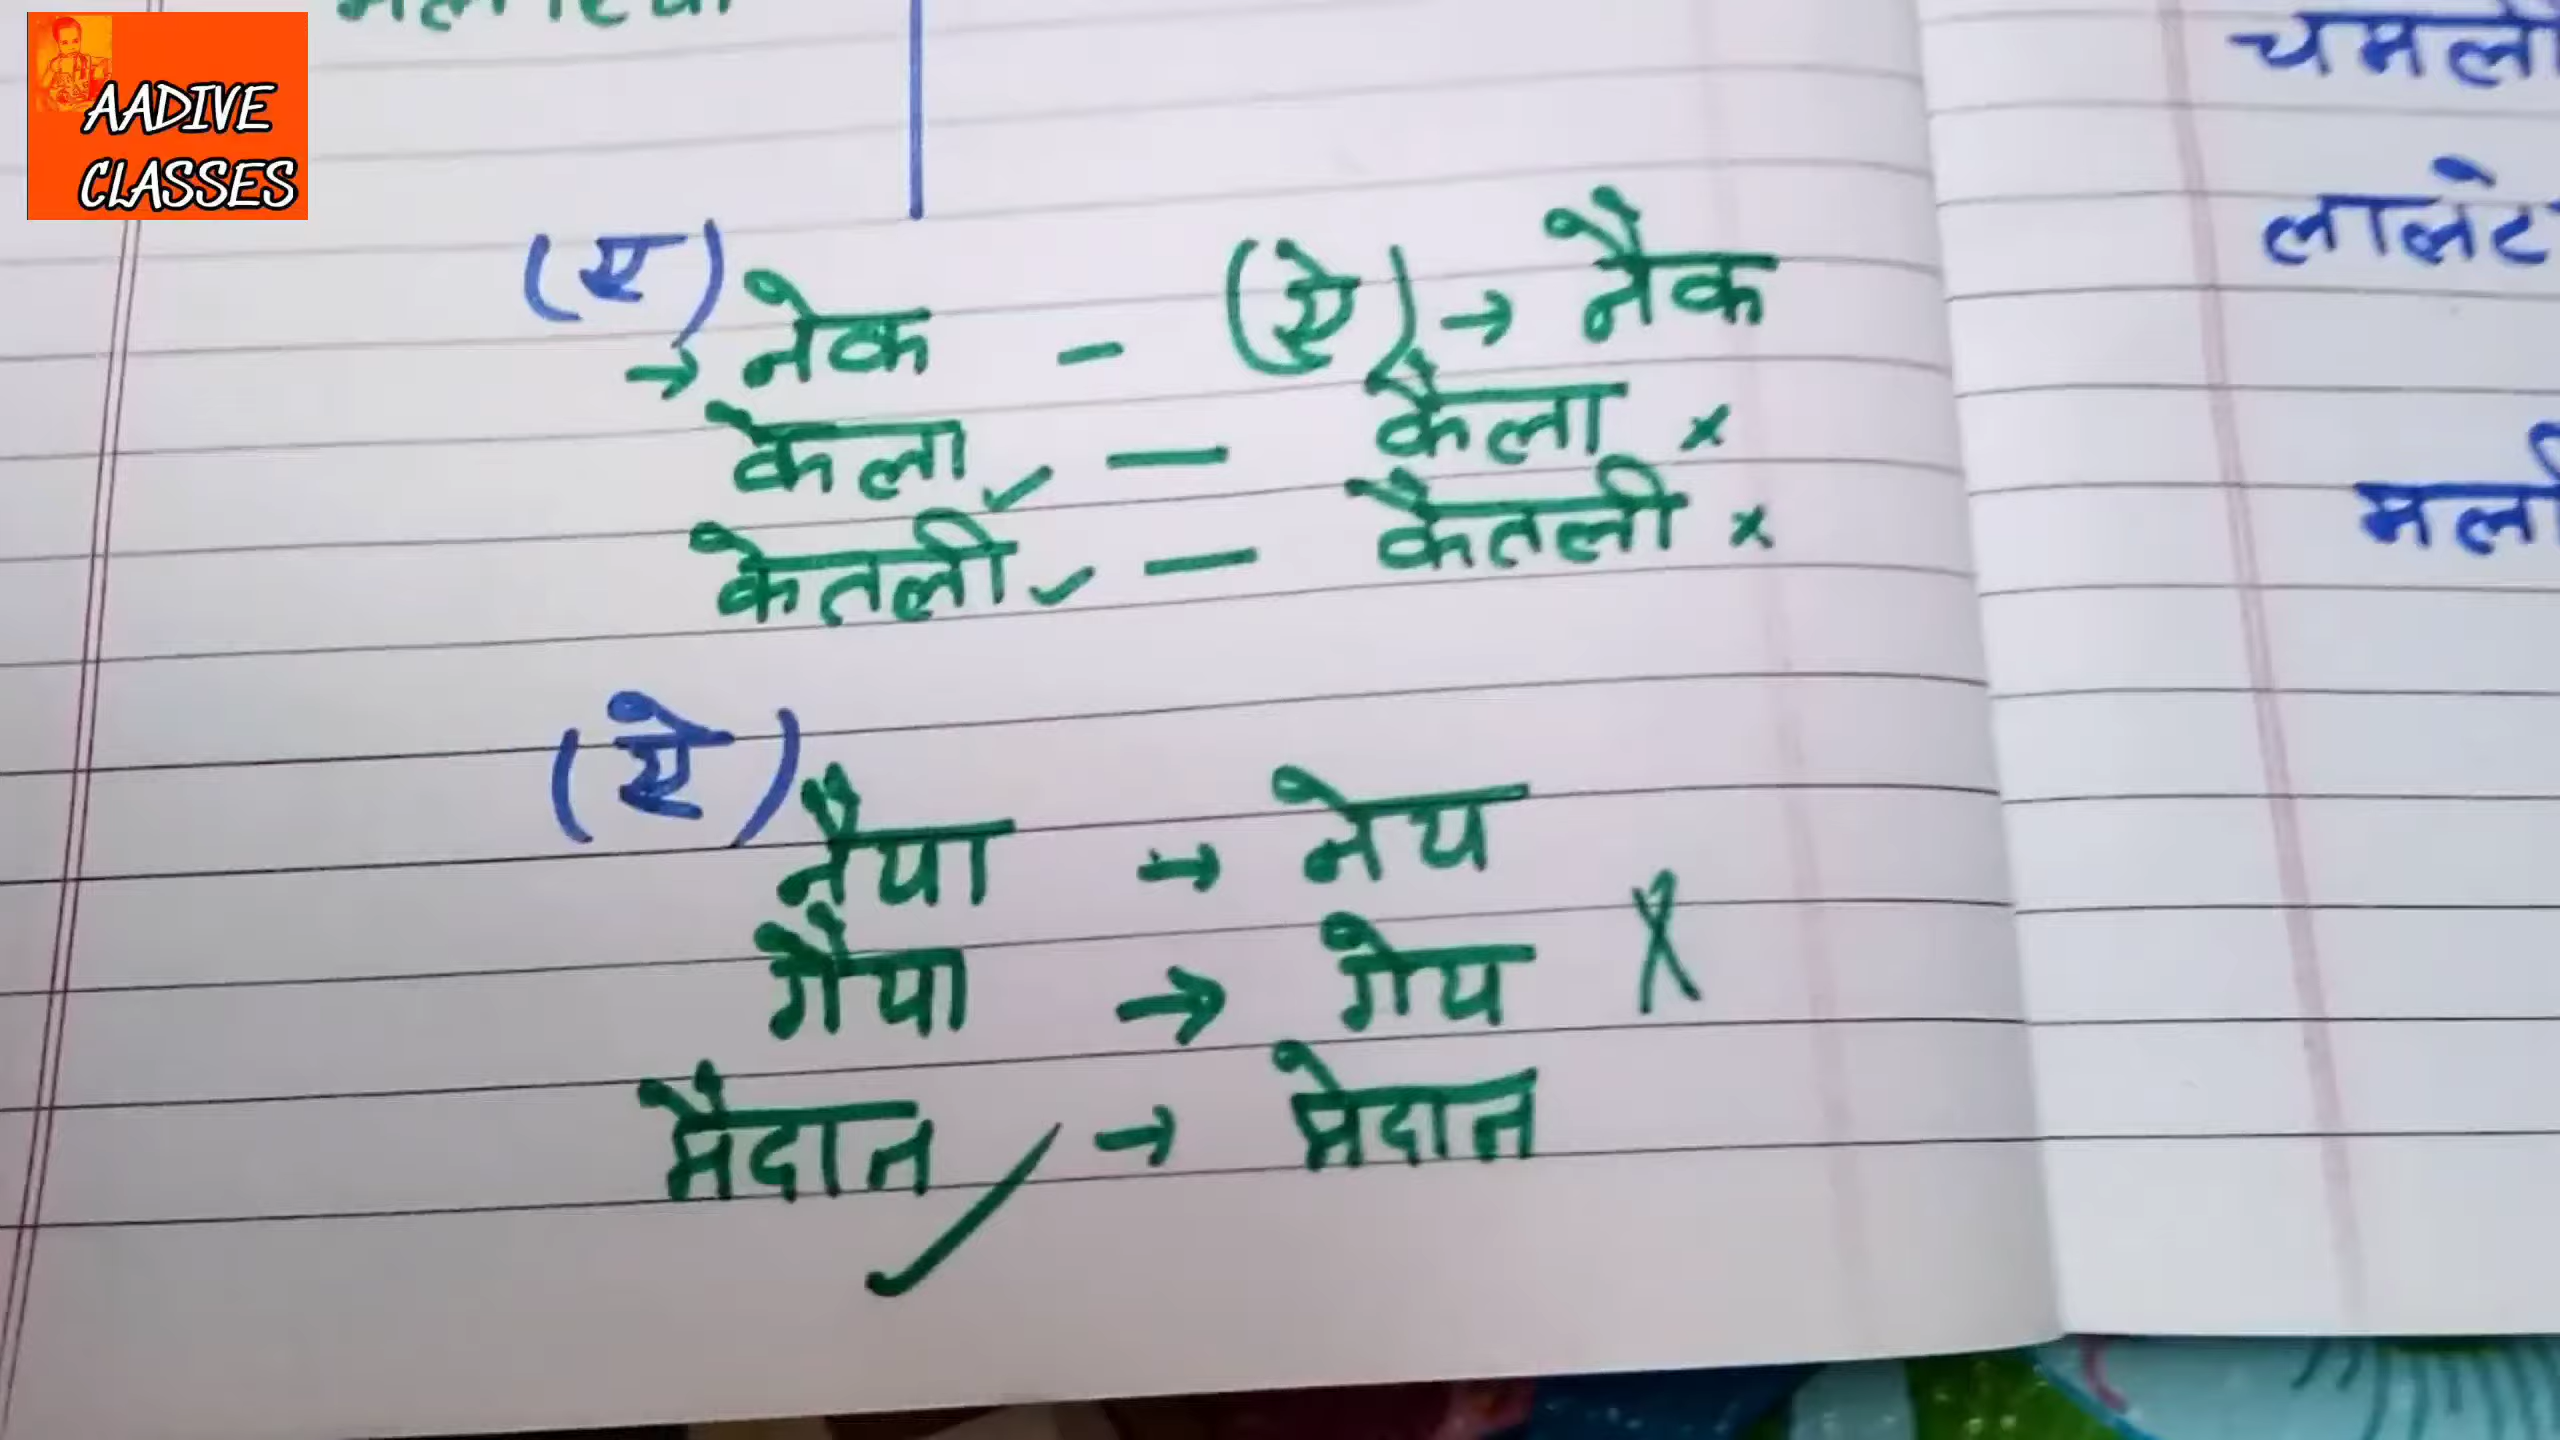 AADIVE
CLASSES
(ए)
→ नेक - (ऐ) → नैक
केला ✓ — कैला ×
केतली ✓ — कैतली ×
(ऐ)
नैया → नेय
गैया → गेय X
मैदान ✓ → मेदान